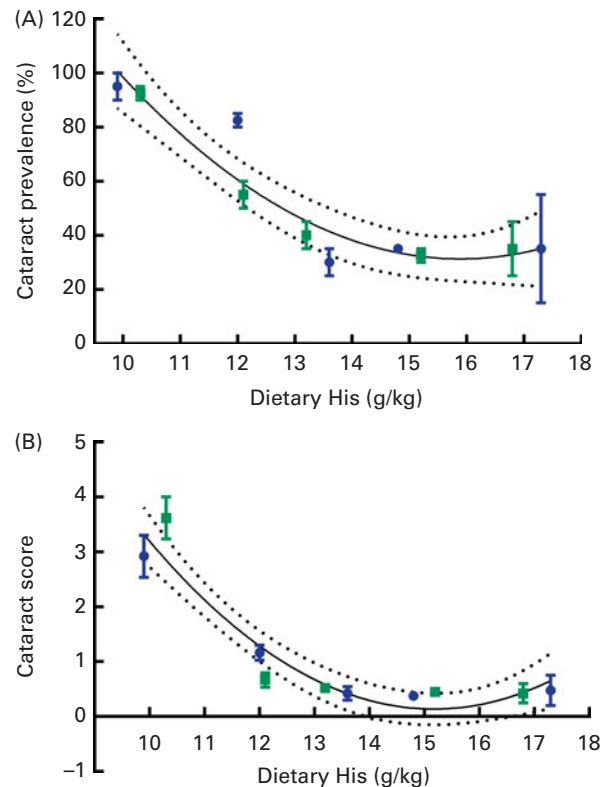 (A)
120
100
80
60
40
20
0
Cataract prevalence (%)
10 11 12 13 14 15 16 17 18
Dietary His (g/kg)
(B)
5
4
3
2
1
0
–1
Cataract score
10 11 12 13 14 15 16 17 18
Dietary His (g/kg)